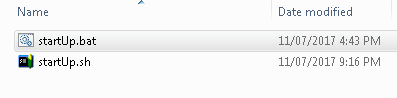 Name Date modified
startUp.bat 11/07/2017 4:43 PM
startUp.sh 11/07/2017 9:16 PM